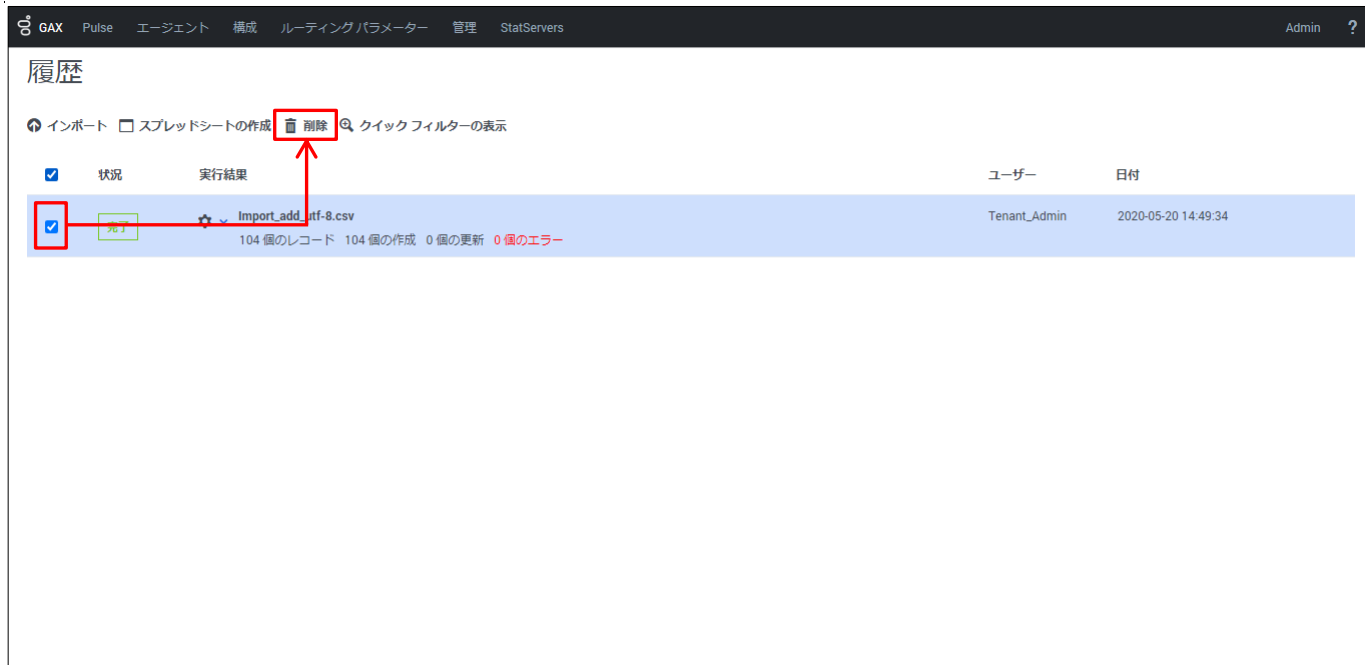 GAX Pulse エージェント 構成 ルーティング パラメーター 管理 StatServers Admin ?
履歴
インポート スプレッドシートの作成 削除 クイック フィルターの表示
状況 実行結果 ユーザー 日付
完了 Import_add_utf-8.csv Tenant_Admin 2020-05-20 14:49:34
104 個のレコード 104 個の作成 0 個の更新 0 個のエラー